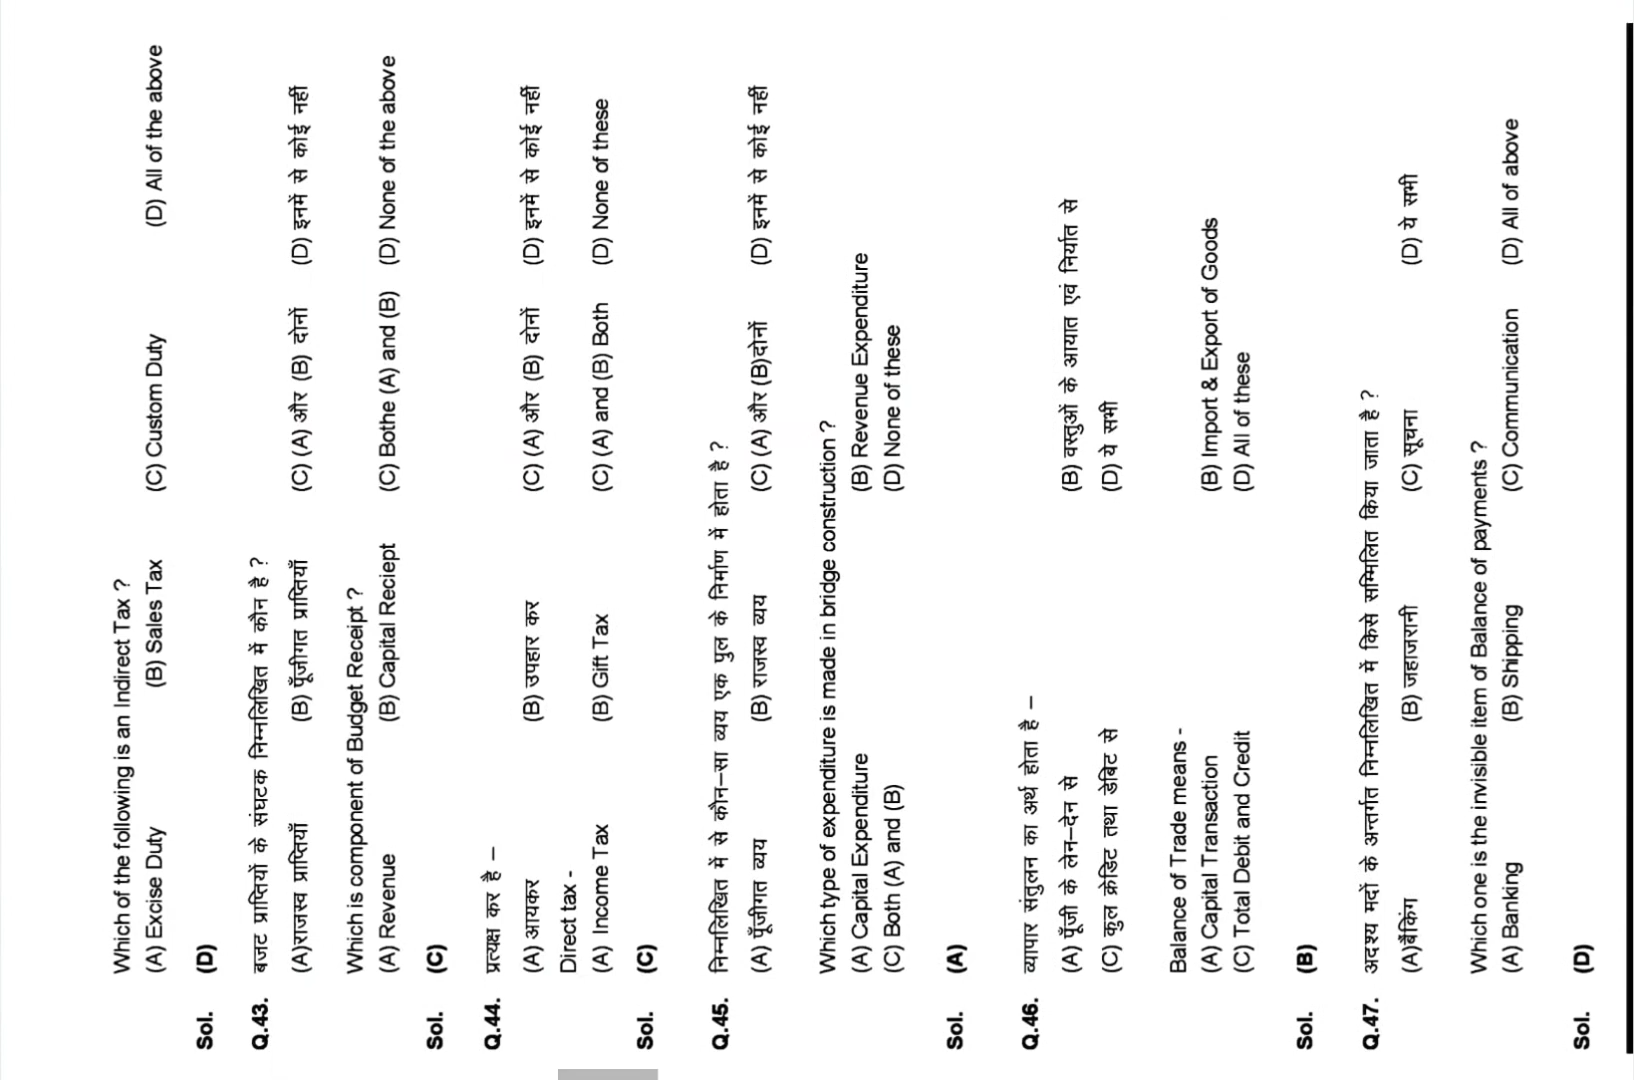 Which of the following is an Indirect Tax ?
(A) Excise Duty (B) Sales Tax (C) Custom Duty (D) All of the above
Sol. (D)
Q.43. बजट प्राप्तियों के संघटक निम्नलिखित में कौन है ?
(A)राजस्व प्राप्तियाँ (B) पूँजीगत प्राप्तियाँ (C) (A) और (B) दोनों (D) इनमें से कोई नहीं
Which is component of Budget Receipt ?
(A) Revenue (B) Capital Reciept (C) Bothe (A) and (B) (D) None of the above
Sol. (C)
Q.44. प्रत्यक्ष कर है –
(A) आयकर (B) उपहार कर (C) (A) और (B) दोनों (D) इनमें से कोई नहीं
Direct tax -
(A) Income Tax (B) Gift Tax (C) (A) and (B) Both (D) None of these
Sol. (C)
Q.45. निम्नलिखित में से कौन–सा व्यय एक पुल के निर्माण में होता है ?
(A) पूँजीगत व्यय (B) राजस्व व्यय (C) (A) और (B)दोनों (D) इनमें से कोई नहीं
Which type of expenditure is made in bridge construction ?
(A) Capital Expenditure (B) Revenue Expenditure
(C) Both (A) and (B) (D) None of these
Sol. (A)
Q.46. व्यापार संतुलन का अर्थ होता है –
(A) पूँजी के लेन–देन से (B) वस्तुओं के आयात एवं निर्यात से
(C) कुल क्रेडिट तथा डेबिट से (D) ये सभी
Balance of Trade means -
(A) Capital Transaction (B) Import & Export of Goods
(C) Total Debit and Credit (D) All of these
Sol. (B)
Q.47. अदृश्य मदों के अन्तर्गत निम्नलिखित में किसे सम्मिलित किया जाता है ?
(A)बैंकिंग (B) जहाजरानी (C) सूचना (D) ये सभी
Which one is the invisible item of Balance of payments ?
(A) Banking (B) Shipping (C) Communication (D) All of above
Sol. (D)